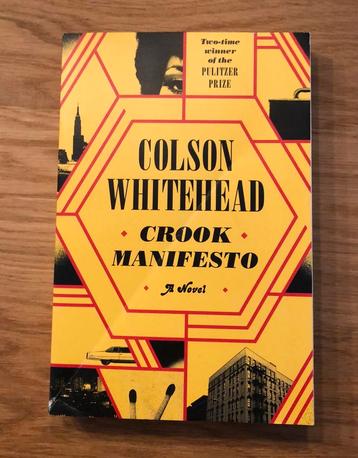 Two-time
winner
of the
PULITZER
PRIZE
COLSON
WHITEHEAD
CROOK
MANIFESTO
A Novel